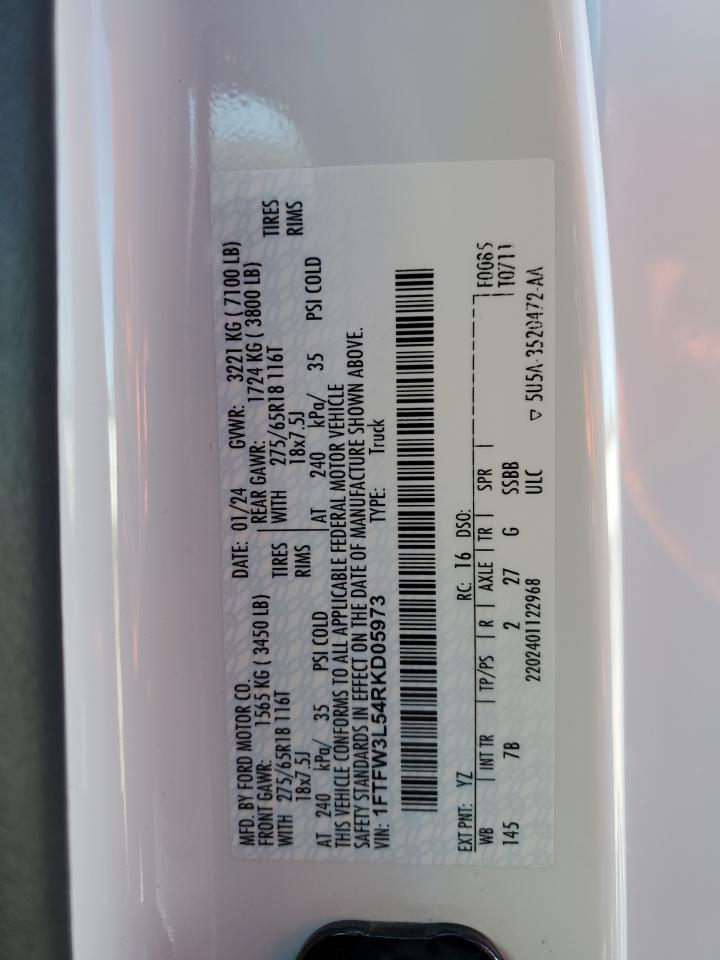 MFD. BY FORD MOTOR CO.
DATE: 01/24 GVWR: 3221 KG ( 7100 LB)
FRONT GAWR: 1565 KG ( 3450 LB)
REAR GAWR: 1724 KG ( 3800 LB)
WITH 275/65R18 116T TIRES
WITH 275/65R18 116T TIRES
18x7.5J RIMS
18x7.5J RIMS
AT 240 kPa/ 35 PSI COLD
AT 240 kPa/ 35 PSI COLD
THIS VEHICLE CONFORMS TO ALL APPLICABLE FEDERAL MOTOR VEHICLE
SAFETY STANDARDS IN EFFECT ON THE DATE OF MANUFACTURE SHOWN ABOVE.
VIN: 1FTFW3L54RKD05973 TYPE: Truck
EXT PNT: YZ RC: 16 DSO: F0085
WB INT TR TP/PS R AXLE TR SPR T0711
145 7B 2 27 G SSBB
2202401122968 ULC ▽ 5U5A-3520472-AA